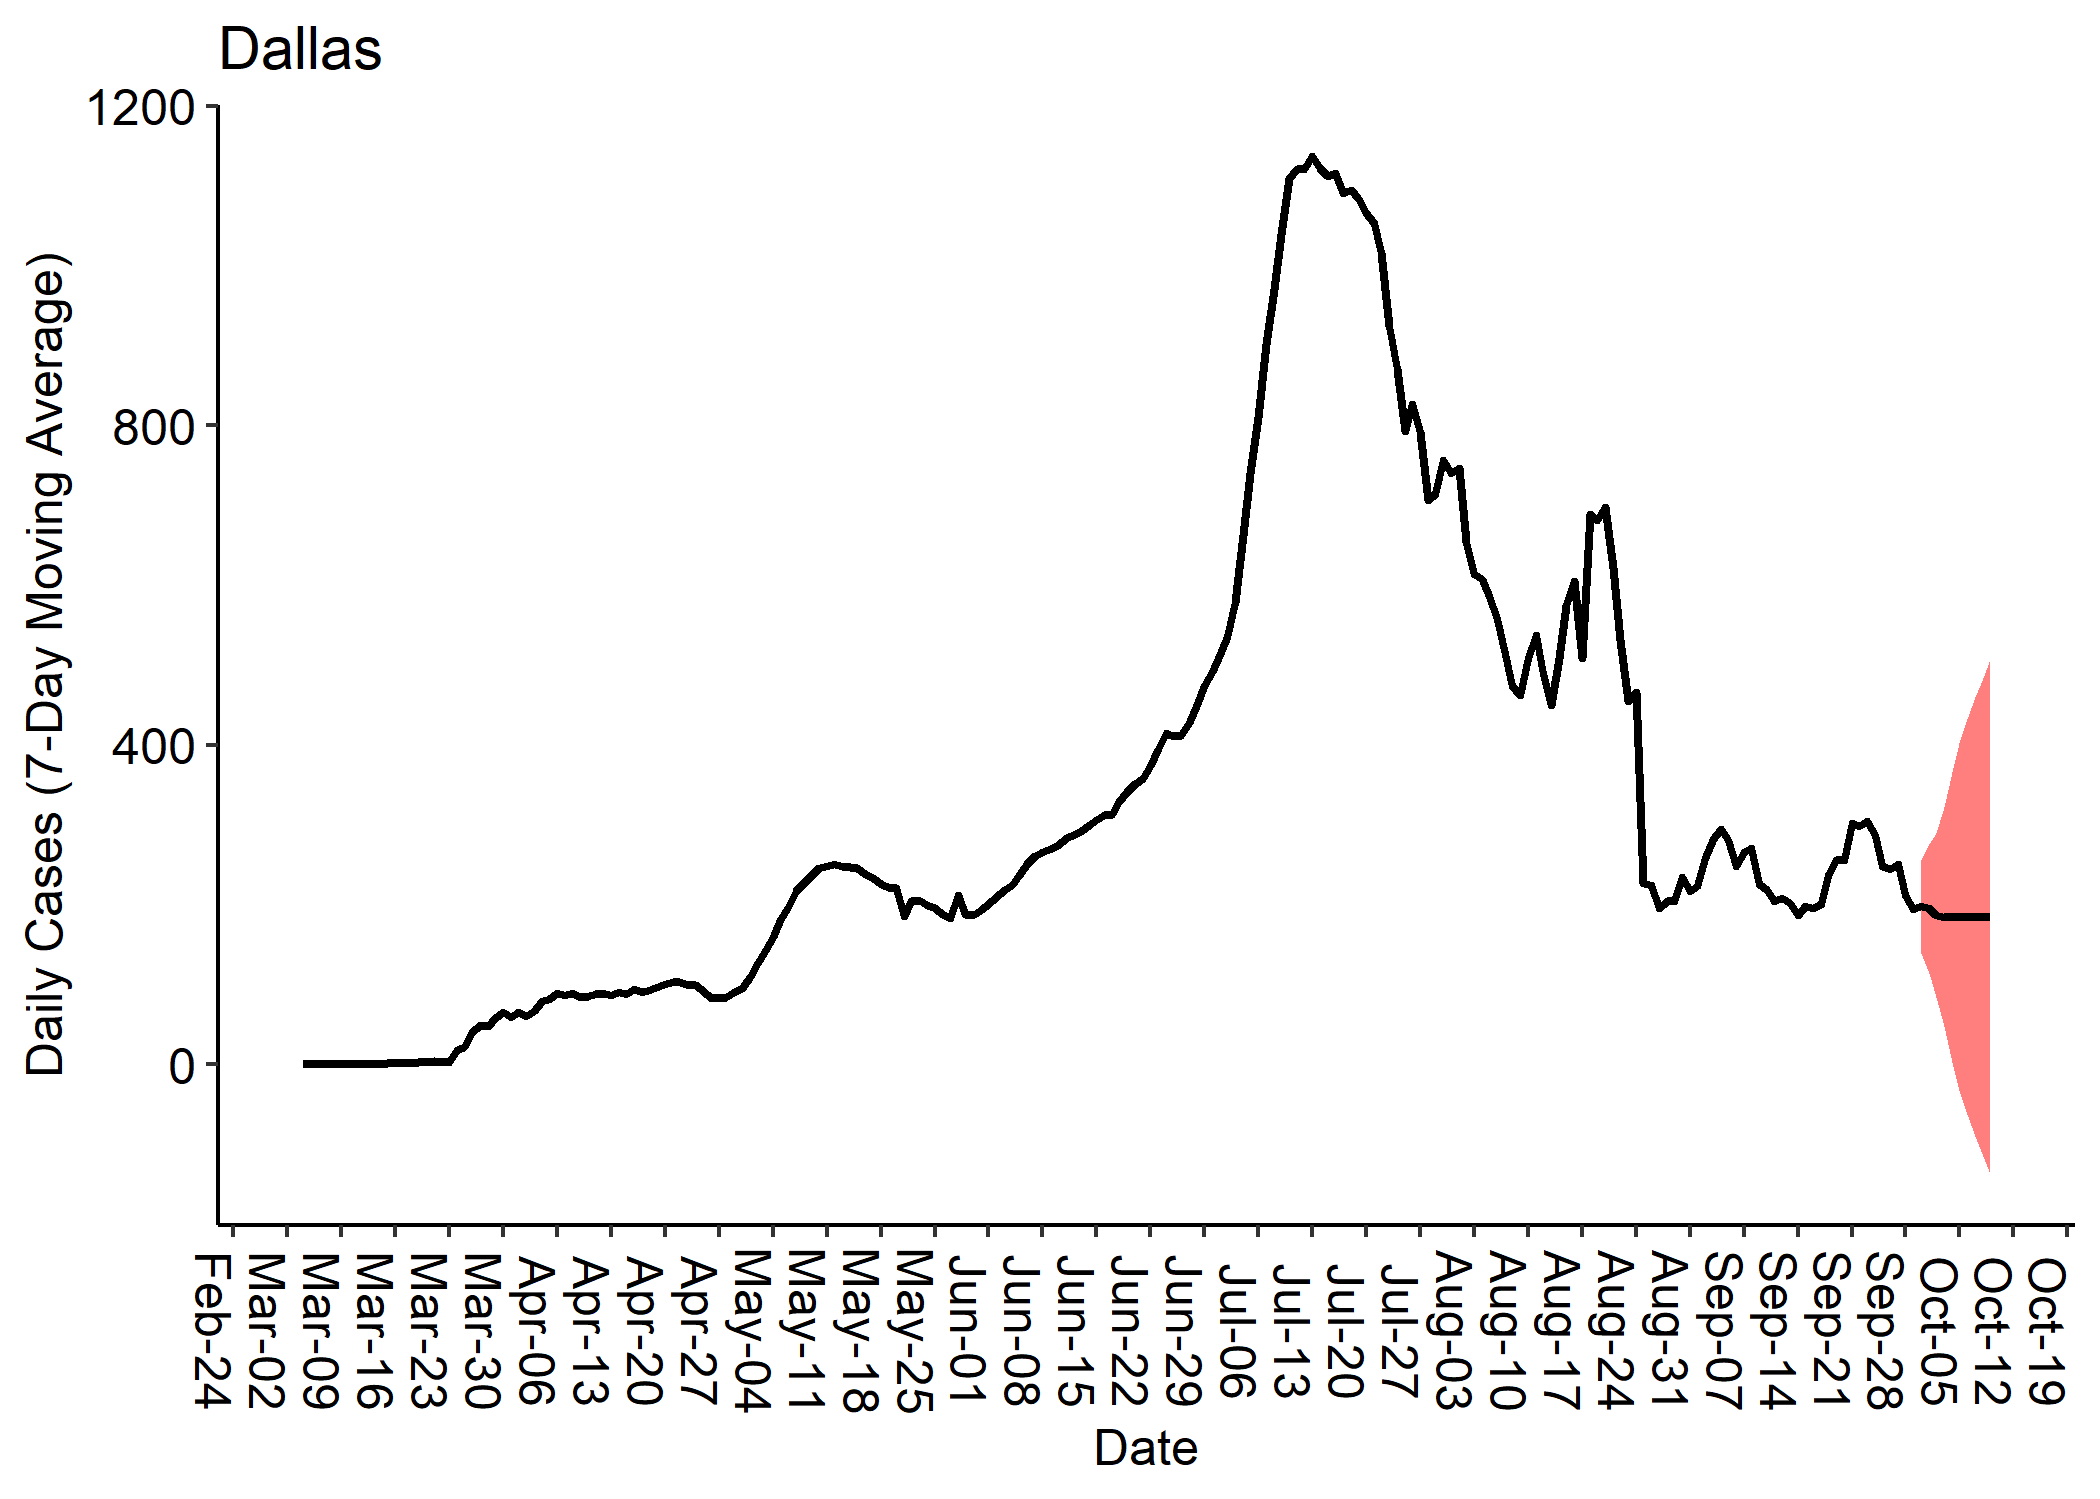 Dallas
1200
800
400
0
Daily Cases (7-Day Moving Average)
Feb-24
Mar-02
Mar-09
Mar-16
Mar-23
Mar-30
Apr-06
Apr-13
Apr-20
Apr-27
May-04
May-11
May-18
May-25
Jun-01
Jun-08
Jun-15
Jun-22
Jun-29
Jul-06
Jul-13
Jul-20
Jul-27
Aug-03
Aug-10
Aug-17
Aug-24
Aug-31
Sep-07
Sep-14
Sep-21
Sep-28
Oct-05
Oct-12
Oct-19
Date